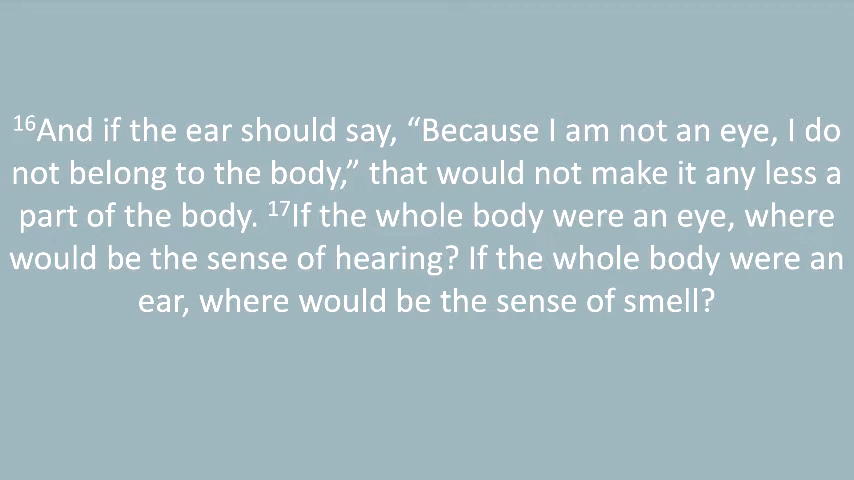 ¹⁶And if the ear should say, “Because I am not an eye, I do
not belong to the body,” that would not make it any less a
part of the body. ¹⁷If the whole body were an eye, where
would be the sense of hearing? If the whole body were an
ear, where would be the sense of smell?